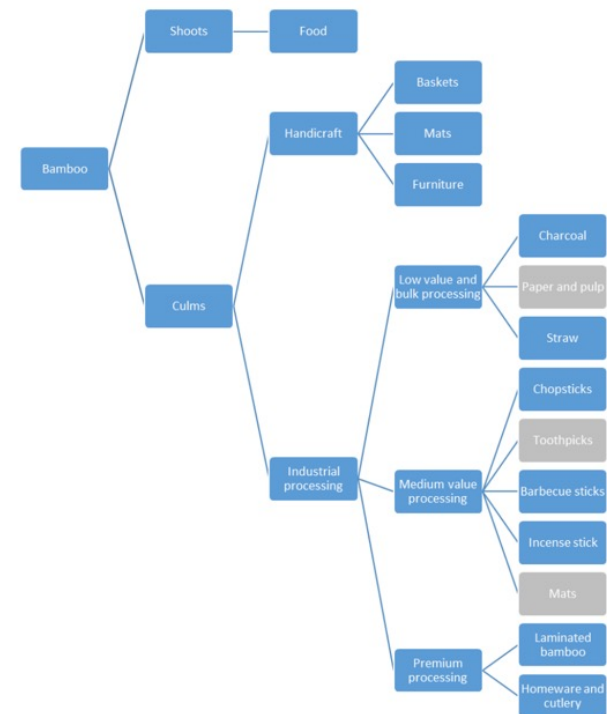 Shoots
Food
Baskets
Handicraft
Mats
Bamboo
Furniture
Charcoal
Low value and
bulk processing
Paper and pulp
Culms
Straw
Chopsticks
Toothpicks
Industrial
processing
Medium value
processing
Barbecue sticks
Incense stick
Mats
Laminated
bamboo
Premium
processing
Homeware and
cutlery